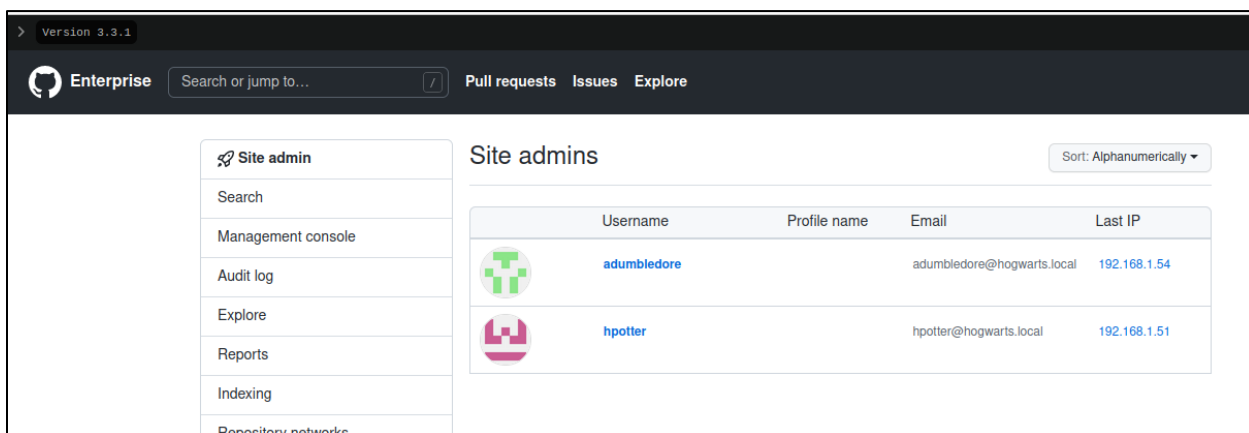 Version 3.3.1
Enterprise Search or jump to... / Pull requests Issues Explore
Site admin
Search
Management console
Audit log
Explore
Reports
Indexing
Repository networks
Site admins
Sort: Alphanumerically
Username Profile name Email Last IP
adumbledore adumbledore@hogwarts.local 192.168.1.54
hpotter hpotter@hogwarts.local 192.168.1.51